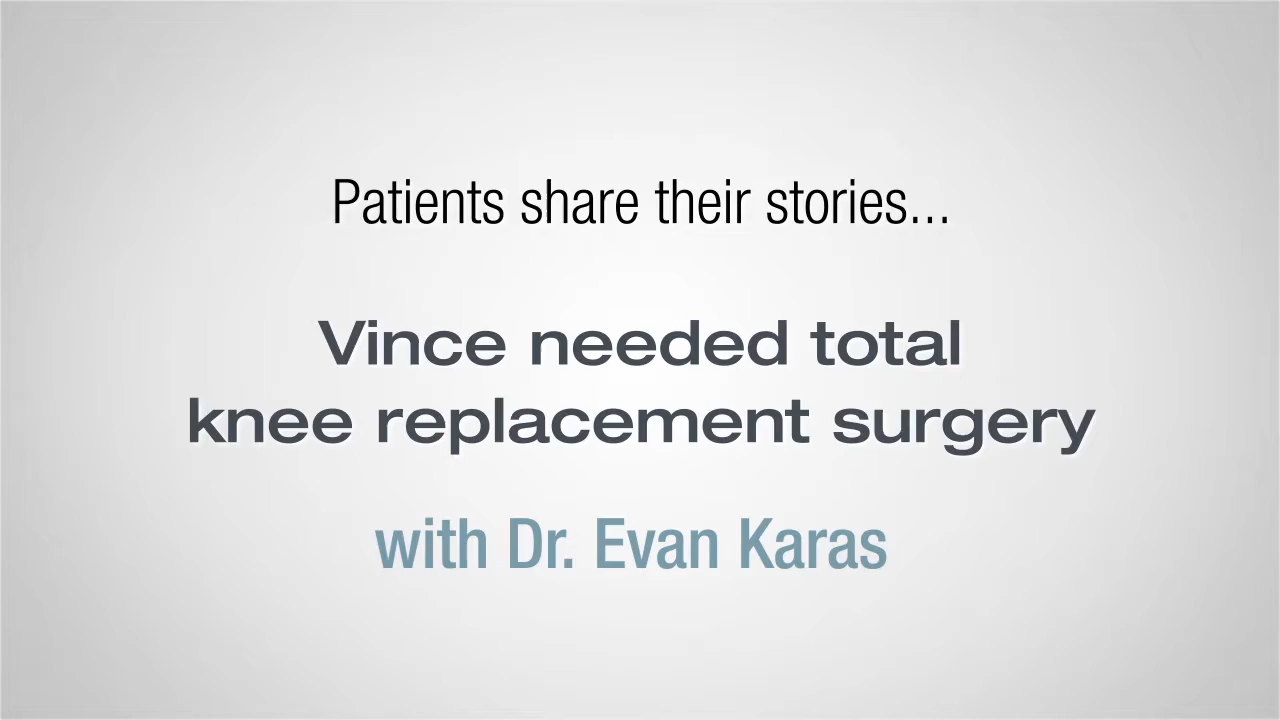 Patients share their stories...
Vince needed total
knee replacement surgery
with Dr. Evan Karas